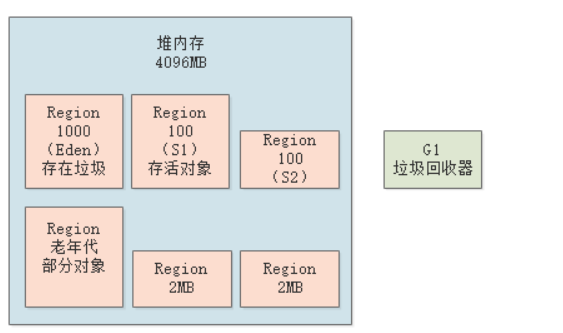 堆内存
4096MB
Region
1000
（Eden）
存在垃圾
Region
100
（S1）
存活对象
Region
100
（S2）
G1
垃圾回收器
Region
老年代
部分对象
Region
2MB
Region
2MB